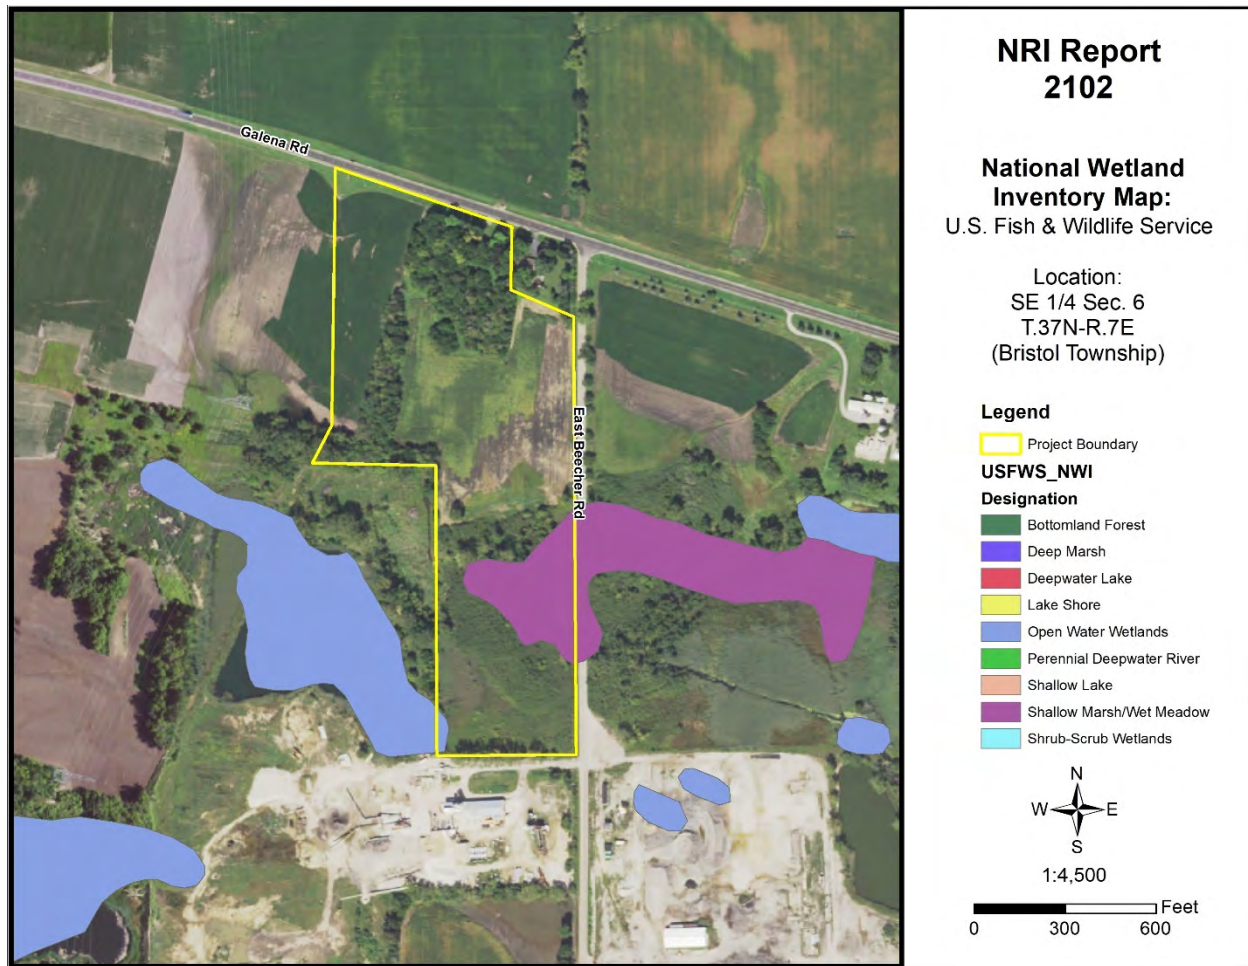 NRI Report
2102
National Wetland
Inventory Map:
U.S. Fish & Wildlife Service
Location:
SE 1/4 Sec. 6
T.37N-R.7E
(Bristol Township)
Legend
Project Boundary
USFWS_NWI
Designation
Bottomland Forest
Deep Marsh
Deepwater Lake
Lake Shore
Open Water Wetlands
Perennial Deepwater River
Shallow Lake
Shallow Marsh/Wet Meadow
Shrub-Scrub Wetlands
N
W E
S
1:4,500
Feet
0 300 600
Galena Rd
East Beecher Rd